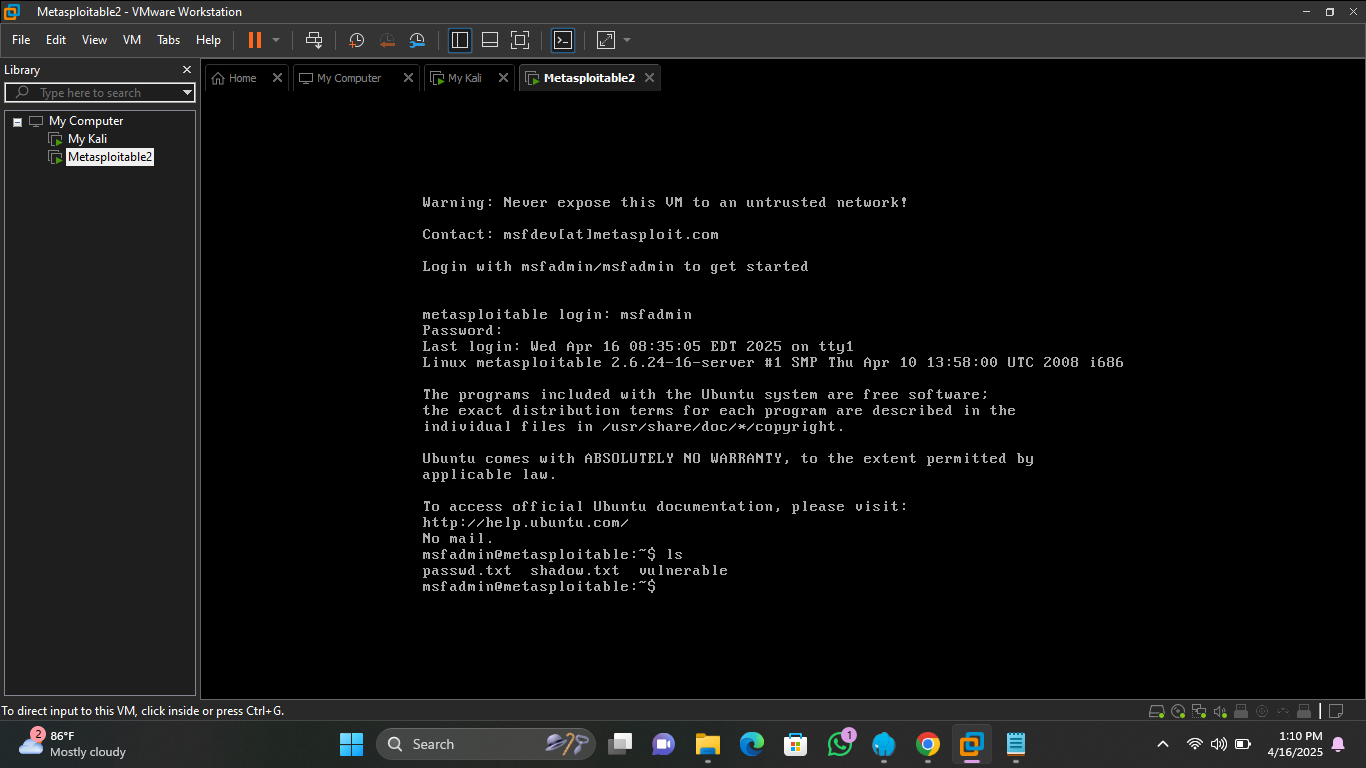 Metasploitable2 - VMware Workstation
File Edit View VM Tabs Help
Library
Type here to search
My Computer
My Kali
Metasploitable2
Home
My Computer
My Kali
Metasploitable2
Warning: Never expose this VM to an untrusted network!
Contact: msfdev[at]metasploit.com
Login with msfadmin/msfadmin to get started
metasploitable login: msfadmin
Password:
Last login: Wed Apr 16 08:35:05 EDT 2025 on tty1
Linux metasploitable 2.6.24-16-server #1 SMP Thu Apr 10 13:58:00 UTC 2008 i686
The programs included with the Ubuntu system are free software;
the exact distribution terms for each program are described in the
individual files in /usr/share/doc/*/copyright.
Ubuntu comes with ABSOLUTELY NO WARRANTY, to the extent permitted by
applicable law.
To access official Ubuntu documentation, please visit:
http://help.ubuntu.com/
No mail.
msfadmin@metasploitable:~$ ls
passwd.txt shadow.txt vulnerable
msfadmin@metasploitable:~$
To direct input to this VM, click inside or press Ctrl+G.
2
86°F
Mostly cloudy
Search
1
1:10 PM
4/16/2025